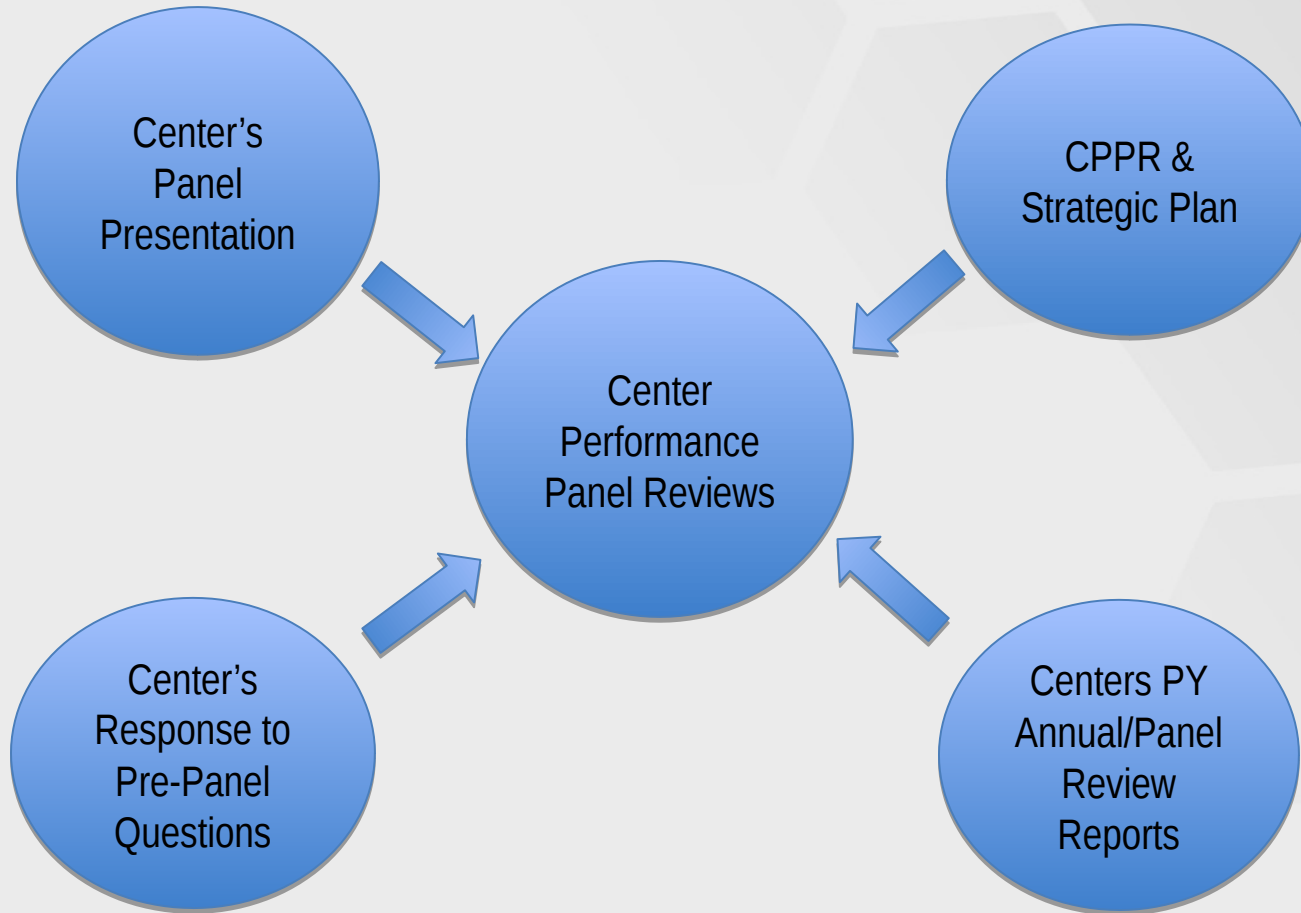 Center’s
Panel
Presentation
CPPR &
Strategic Plan
Center
Performance
Panel Reviews
Center’s
Response to
Pre-Panel
Questions
Centers PY
Annual/Panel
Review
Reports